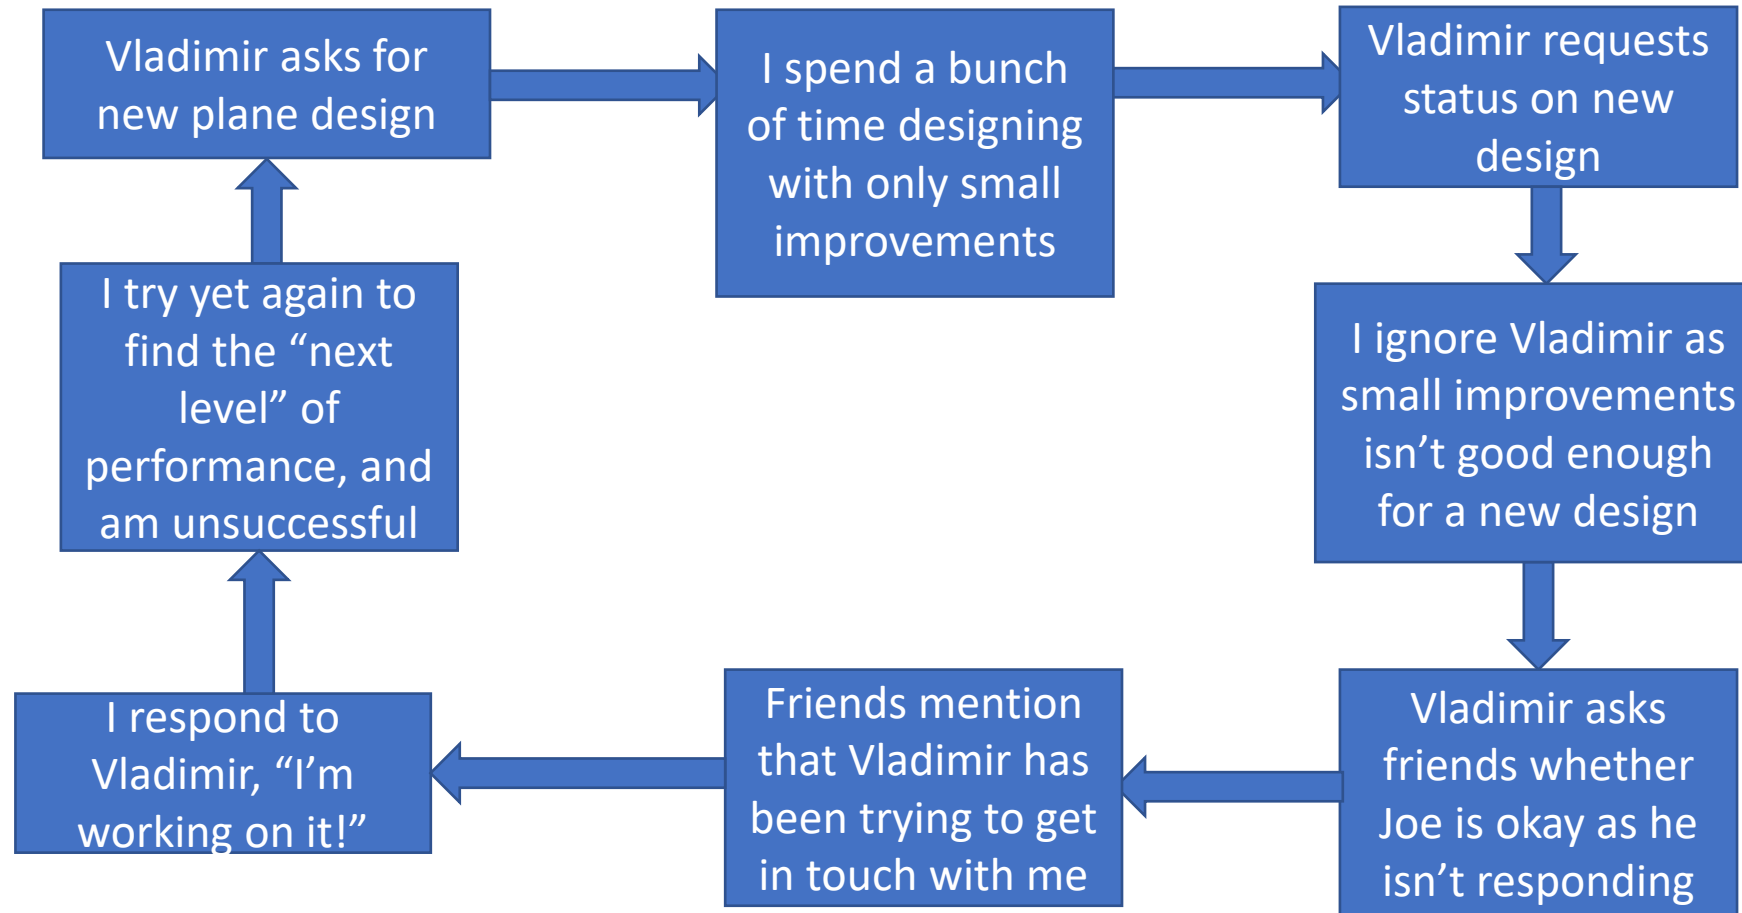 Vladimir asks for
new plane design
I spend a bunch
of time designing
with only small
improvements
Vladimir requests
status on new
design
I ignore Vladimir as
small improvements
isn’t good enough
for a new design
Vladimir asks
friends whether
Joe is okay as he
isn’t responding
Friends mention
that Vladimir has
been trying to get
in touch with me
I respond to
Vladimir, “I’m
working on it!”
I try yet again to
find the “next
level” of
performance, and
am unsuccessful